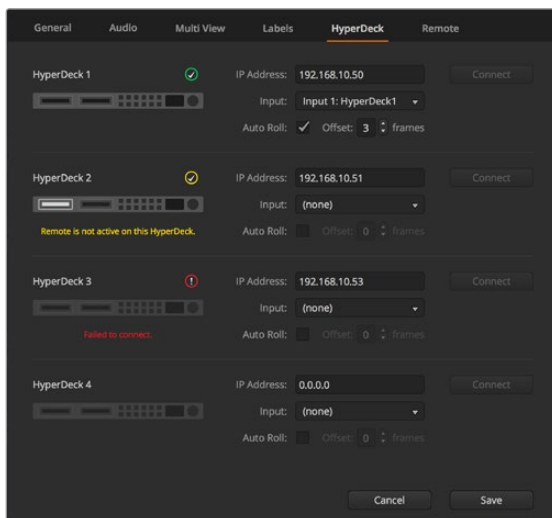 General Audio Multi View Labels HyperDeck Remote
HyperDeck 1 IP Address: 192.168.10.50 Connect
Input: Input 1: HyperDeck1
Auto Roll: Offset: 3 frames
HyperDeck 2 IP Address: 192.168.10.51 Connect
Input: (none)
Remote is not active on this HyperDeck.
Auto Roll: Offset: 0 frames
HyperDeck 3 IP Address: 192.168.10.53 Connect
Input: (none)
Failed to connect.
Auto Roll: Offset: 0 frames
HyperDeck 4 IP Address: 0.0.0.0 Connect
Input: (none)
Auto Roll: Offset: 0 frames
Cancel Save